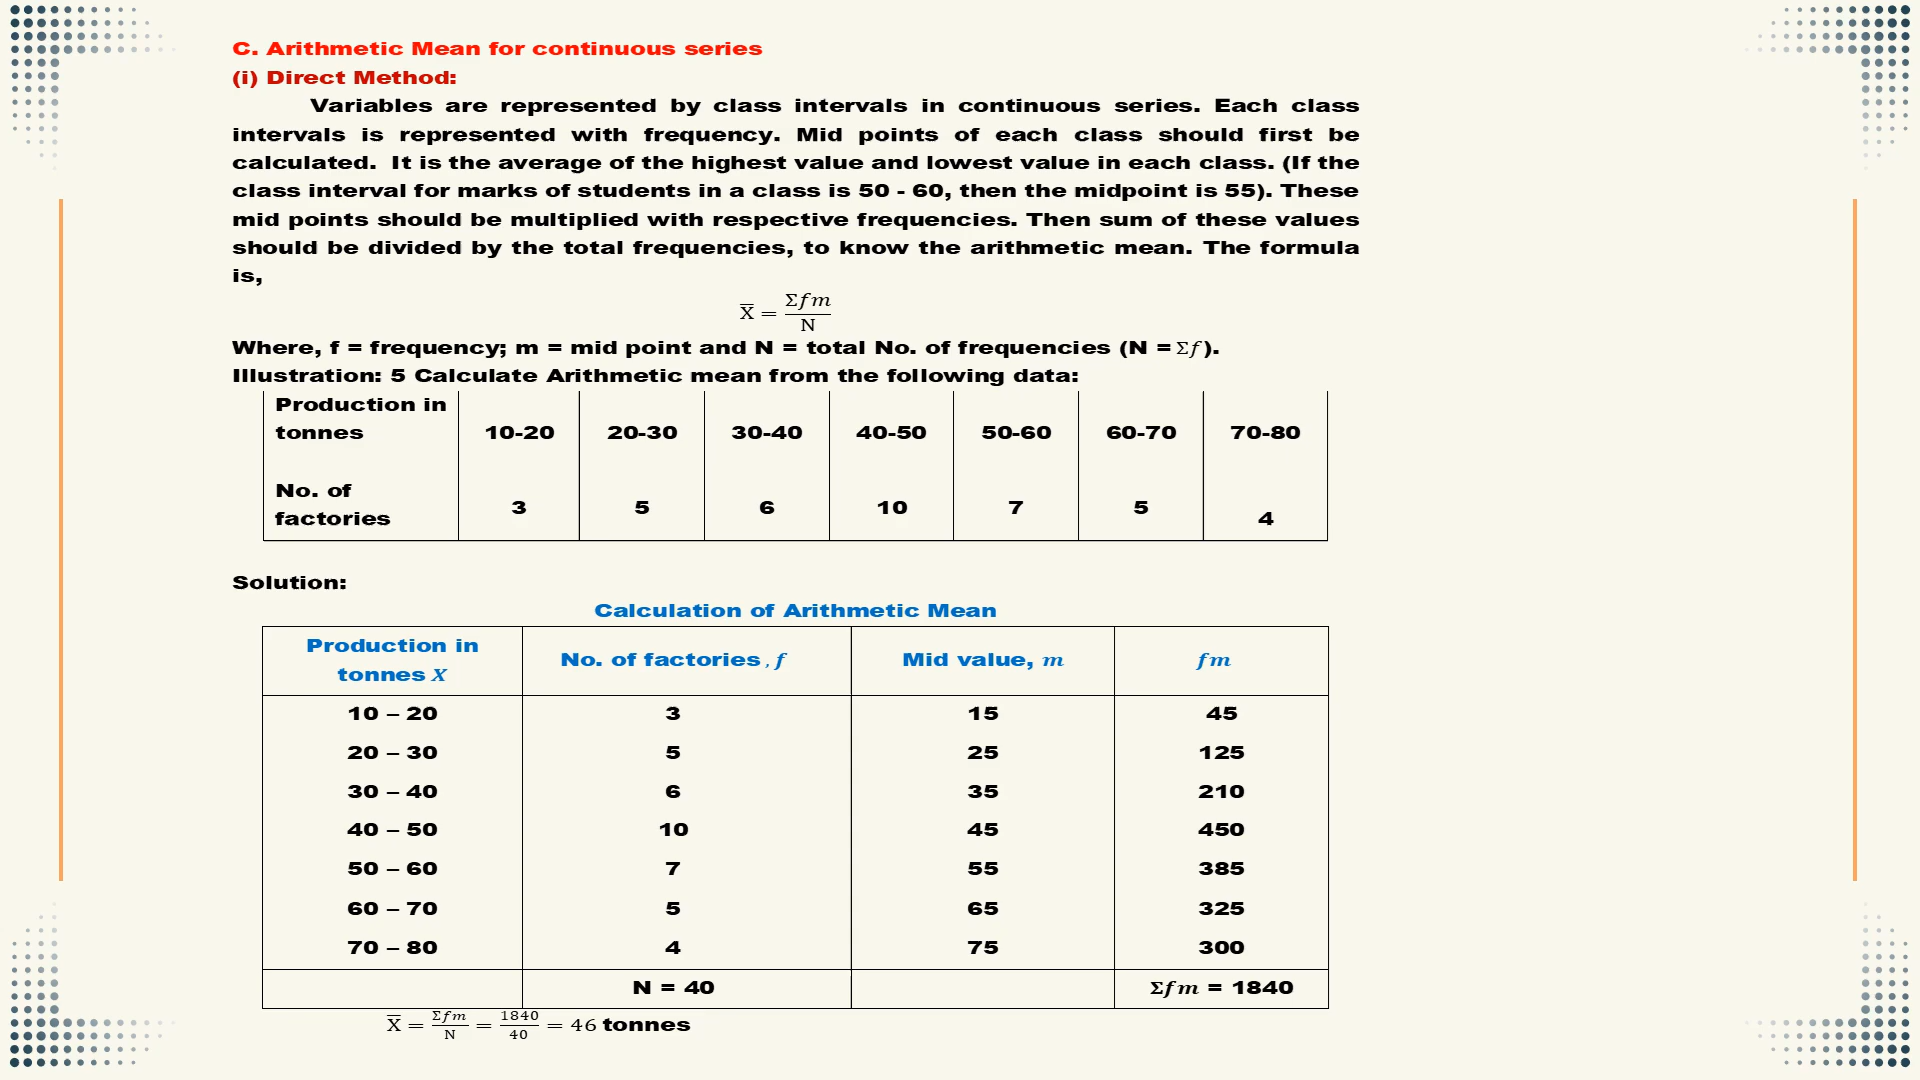 C. Arithmetic Mean for continuous series
(i) Direct Method:
Variables are represented by class intervals in continuous series. Each class
intervals is represented with frequency. Mid points of each class should first be
calculated. It is the average of the highest value and lowest value in each class. (If the
class interval for marks of students in a class is 50 - 60, then the midpoint is 55). These
mid points should be multiplied with respective frequencies. Then sum of these values
should be divided by the total frequencies, to know the arithmetic mean. The formula
is,
X̅ = Σfm / N
Where, f = frequency; m = mid point and N = total No. of frequencies (N = Σf).
Illustration: 5 Calculate Arithmetic mean from the following data:
Production in tonnes 10-20 20-30 30-40 40-50 50-60 60-70 70-80
No. of factories 3 5 6 10 7 5 4
Solution:
Calculation of Arithmetic Mean
Production in tonnes X No. of factories , f Mid value, m fm
10 – 20 3 15 45
20 – 30 5 25 125
30 – 40 6 35 210
40 – 50 10 45 450
50 – 60 7 55 385
60 – 70 5 65 325
70 – 80 4 75 300
N = 40 Σfm = 1840
X̅ = Σfm / N = 1840 / 40 = 46 tonnes